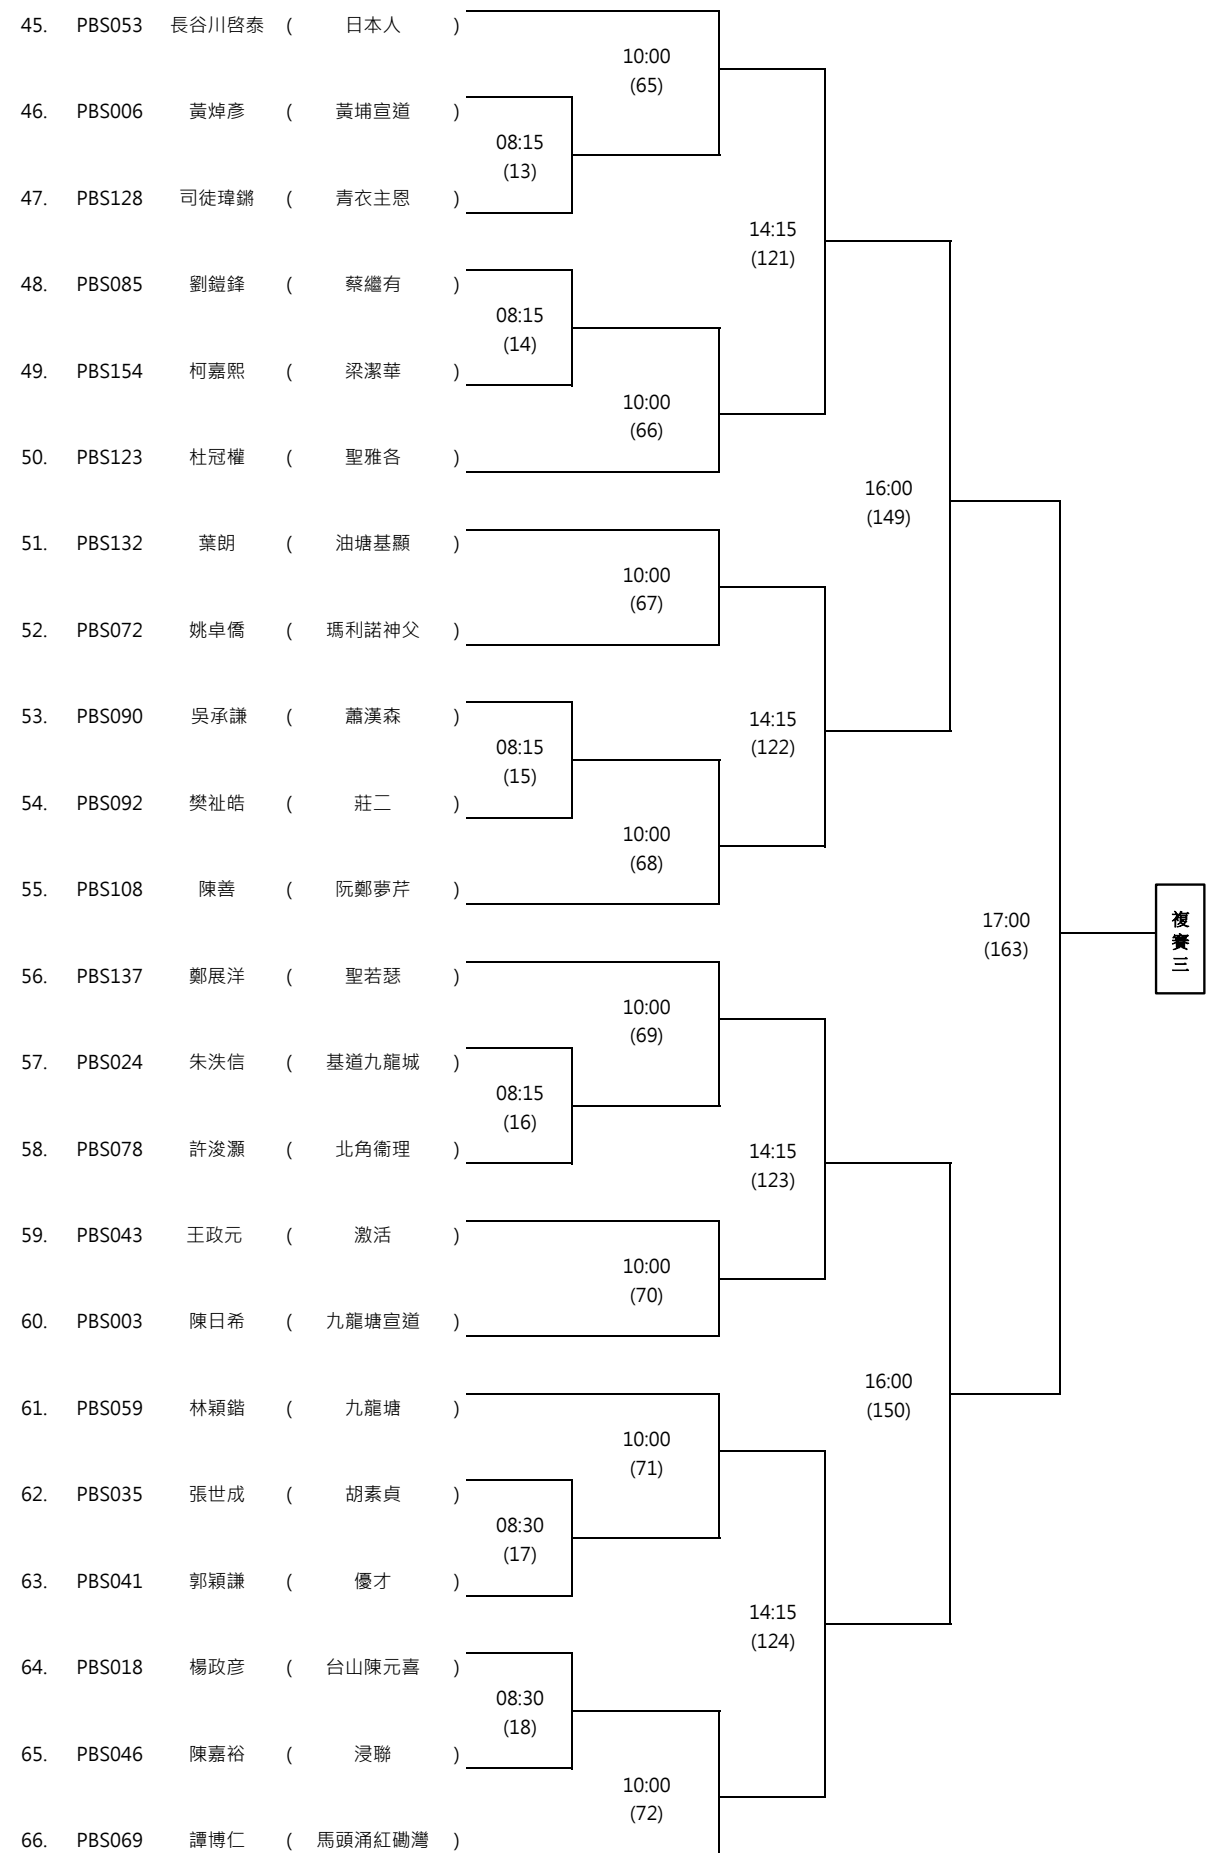 45. PBS053 長谷川啓泰 ( 日本人 )
10:00
(65)
46. PBS006 黃焯彥 ( 黃埔宣道 )
08:15
(13)
47. PBS128 司徒瑋鏘 ( 青衣主恩 )
14:15
(121)
48. PBS085 劉鎧鋒 ( 蔡繼有 )
08:15
(14)
49. PBS154 柯嘉熙 ( 梁潔華 )
10:00
(66)
50. PBS123 杜冠權 ( 聖雅各 )
16:00
(149)
51. PBS132 葉朗 ( 油塘基顯 )
10:00
(67)
52. PBS072 姚卓僑 ( 瑪利諾神父 )
53. PBS090 吳承謙 ( 蕭漢森 )
14:15
(122)
08:15
(15)
54. PBS092 樊祉皓 ( 莊二 )
10:00
(68)
55. PBS108 陳善 ( 阮鄭夢芹 )
17:00
(163)
複賽三
56. PBS137 鄭展洋 ( 聖若瑟 )
10:00
(69)
57. PBS024 朱泆信 ( 基道九龍城 )
08:15
(16)
58. PBS078 許浚灝 ( 北角衞理 )
14:15
(123)
59. PBS043 王政元 ( 激活 )
10:00
(70)
60. PBS003 陳日希 ( 九龍塘宣道 )
16:00
(150)
61. PBS059 林穎鍇 ( 九龍塘 )
10:00
(71)
62. PBS035 張世成 ( 胡素貞 )
08:30
(17)
63. PBS041 郭穎謙 ( 優才 )
14:15
(124)
64. PBS018 楊政彦 ( 台山陳元喜 )
08:30
(18)
65. PBS046 陳嘉裕 ( 浸聯 )
10:00
(72)
66. PBS069 譚博仁 ( 馬頭涌紅磡灣 )